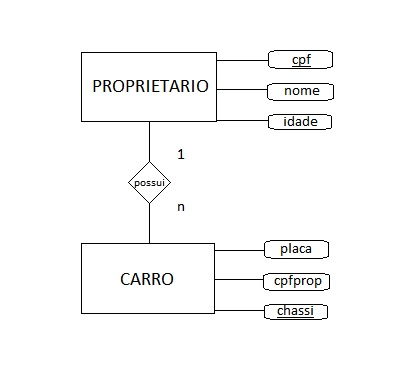 cpf
PROPRIETARIO
nome
idade
1
possui
n
placa
CARRO
cpfprop
chassi